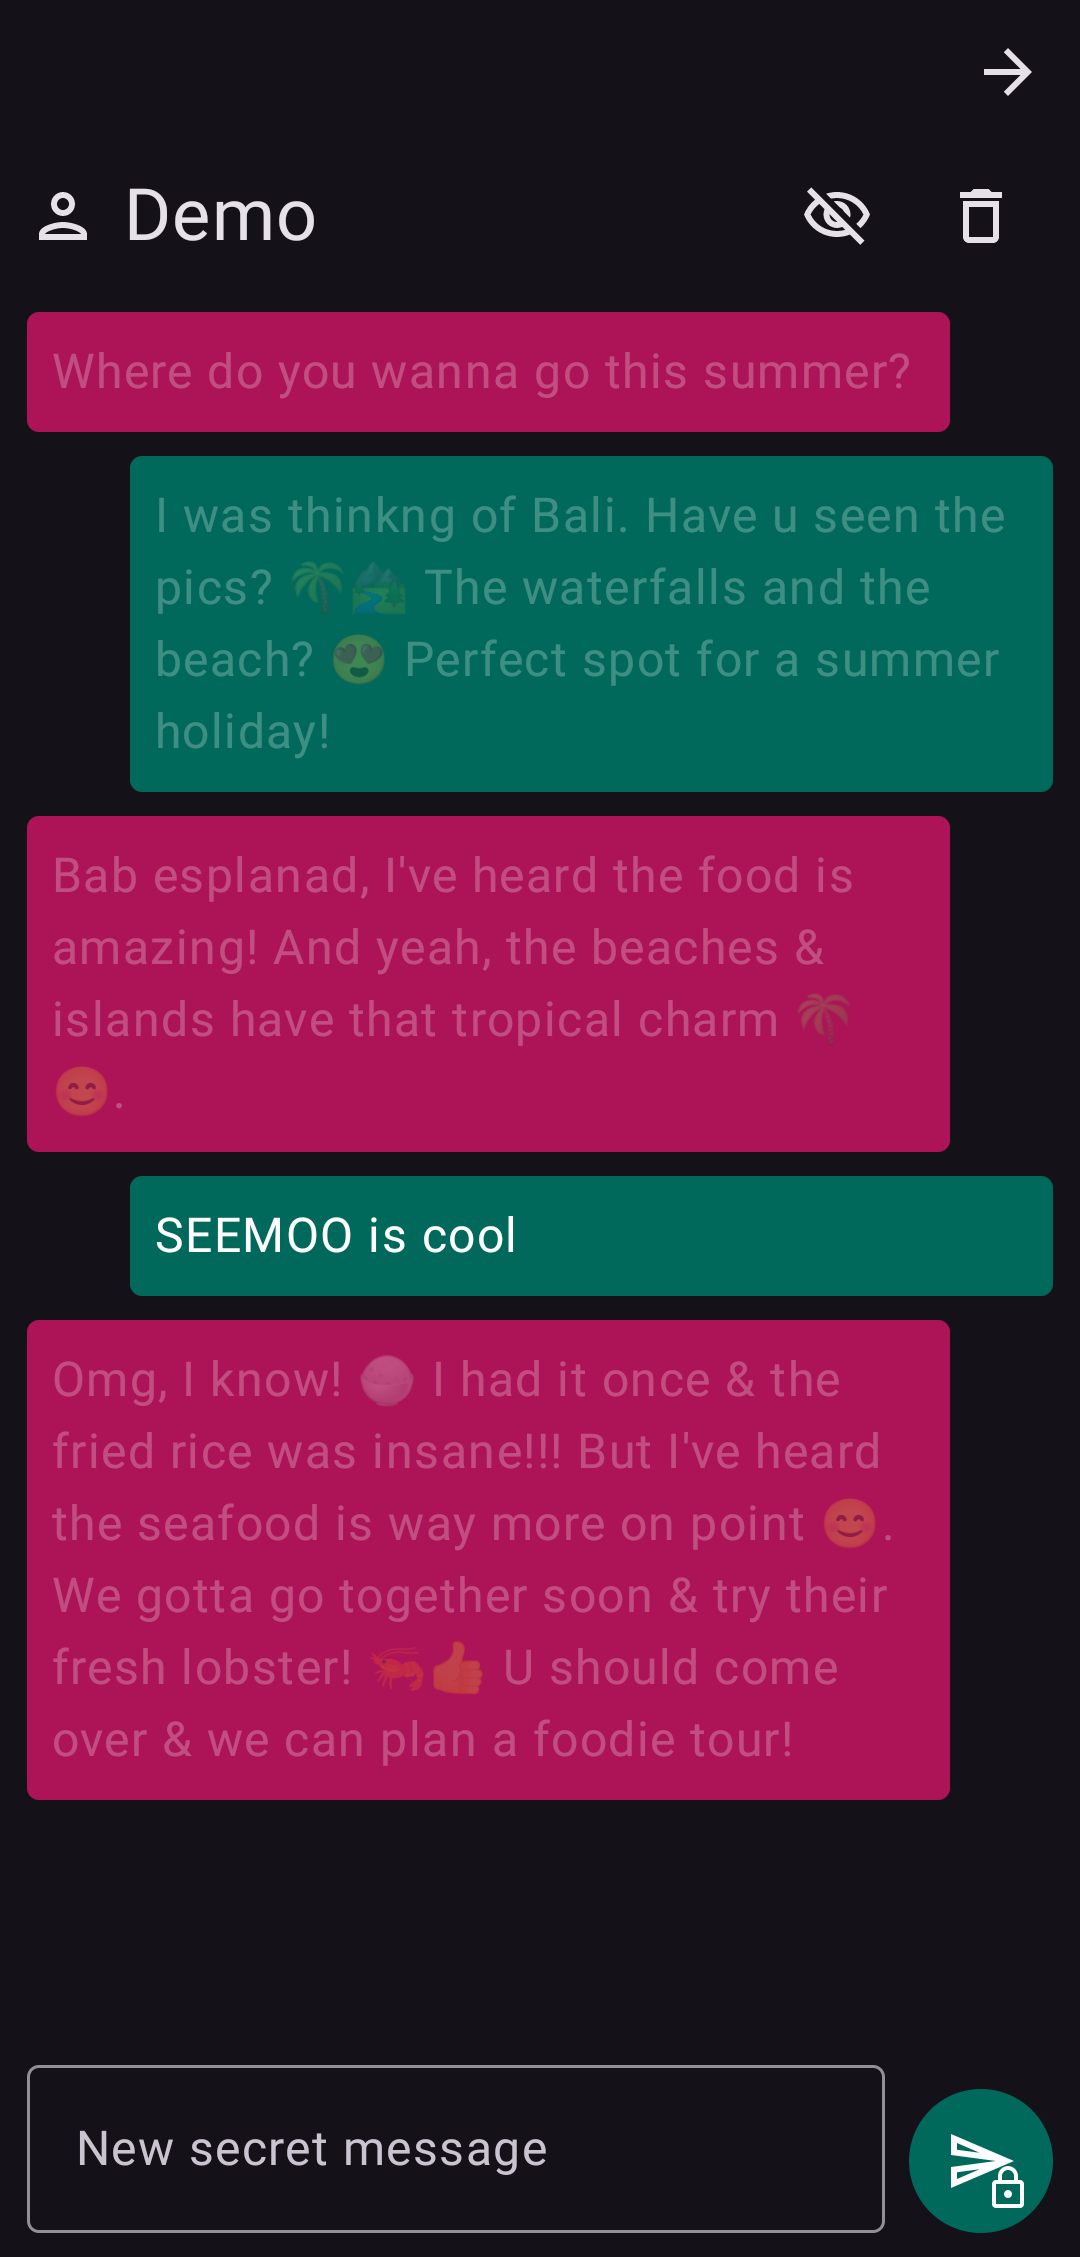 Demo
Where do you wanna go this summer?
I was thinkng of Bali. Have u seen the
pics? 🌴🏞️ The waterfalls and the
beach? 😍 Perfect spot for a summer
holiday!
Bab esplanad, I've heard the food is
amazing! And yeah, the beaches &
islands have that tropical charm 🌴
😊.
SEEMOO is cool
Omg, I know! 🍚 I had it once & the
fried rice was insane!!! But I've heard
the seafood is way more on point 😊.
We gotta go together soon & try their
fresh lobster! 🦐👍 U should come
over & we can plan a foodie tour!
New secret message